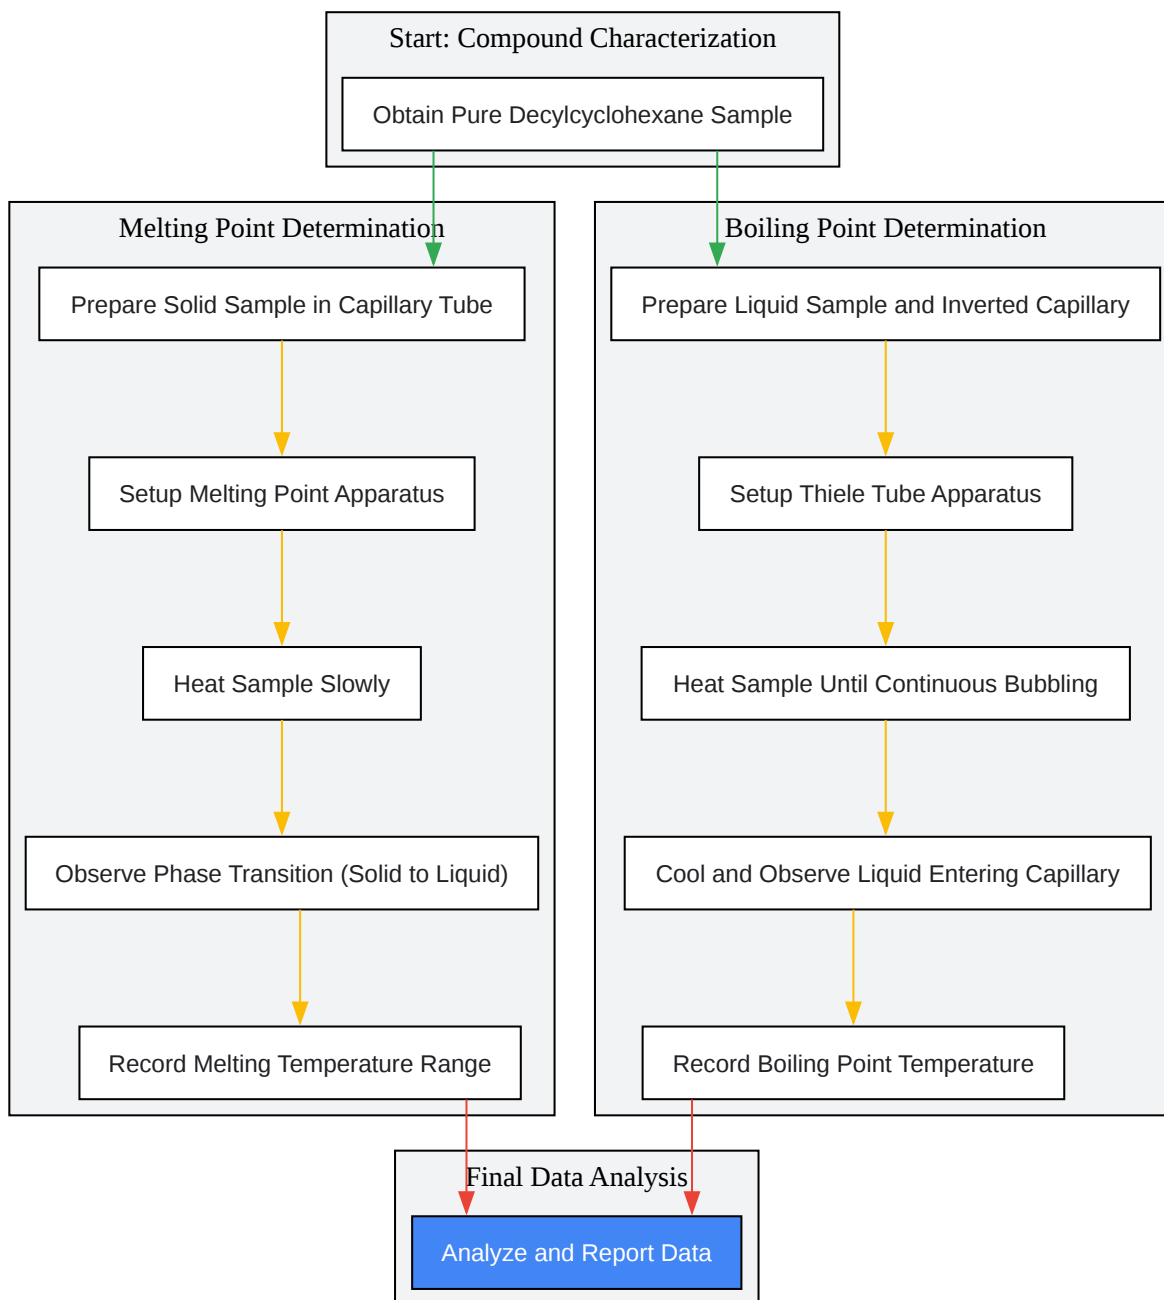 Start: Compound Characterization
Obtain Pure Decylcyclohexane Sample
Melting Point Determination
Prepare Solid Sample in Capillary Tube
Setup Melting Point Apparatus
Heat Sample Slowly
Observe Phase Transition (Solid to Liquid)
Record Melting Temperature Range
Boiling Point Determination
Prepare Liquid Sample and Inverted Capillary
Setup Thiele Tube Apparatus
Heat Sample Until Continuous Bubbling
Cool and Observe Liquid Entering Capillary
Record Boiling Point Temperature
Final Data Analysis
Analyze and Report Data